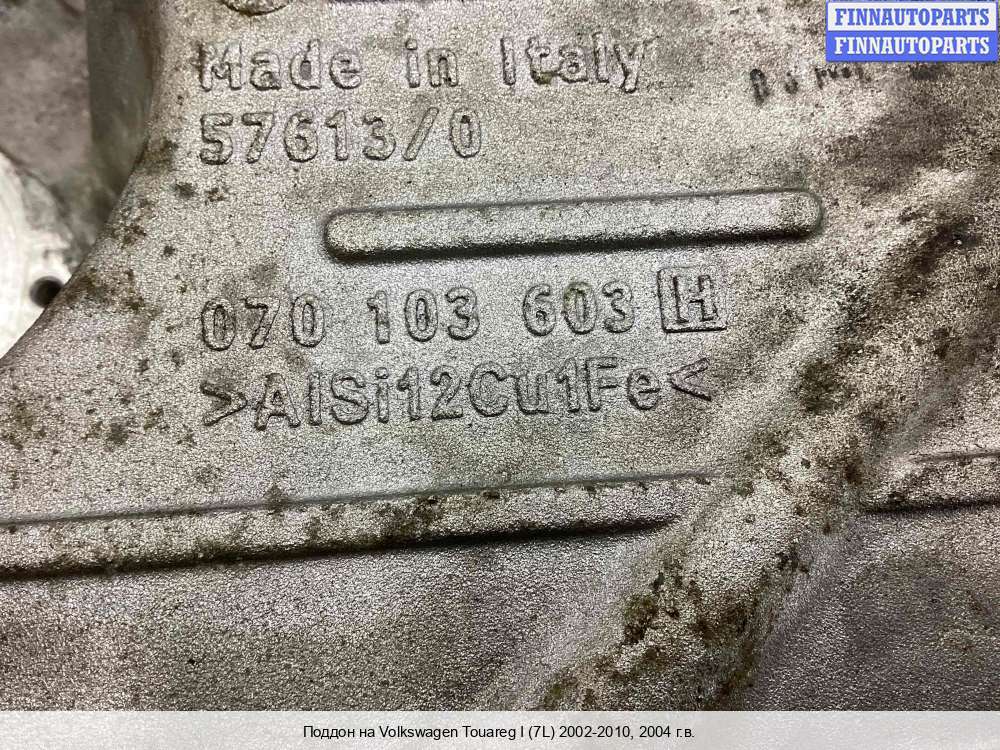 FINNAUTOPARTS
FINNAUTOPARTS
Made in Italy
57613/0
070 103 603 H
>AlSi12Cu1Fe<
Поддон на Volkswagen Touareg I (7L) 2002-2010, 2004 г.в.